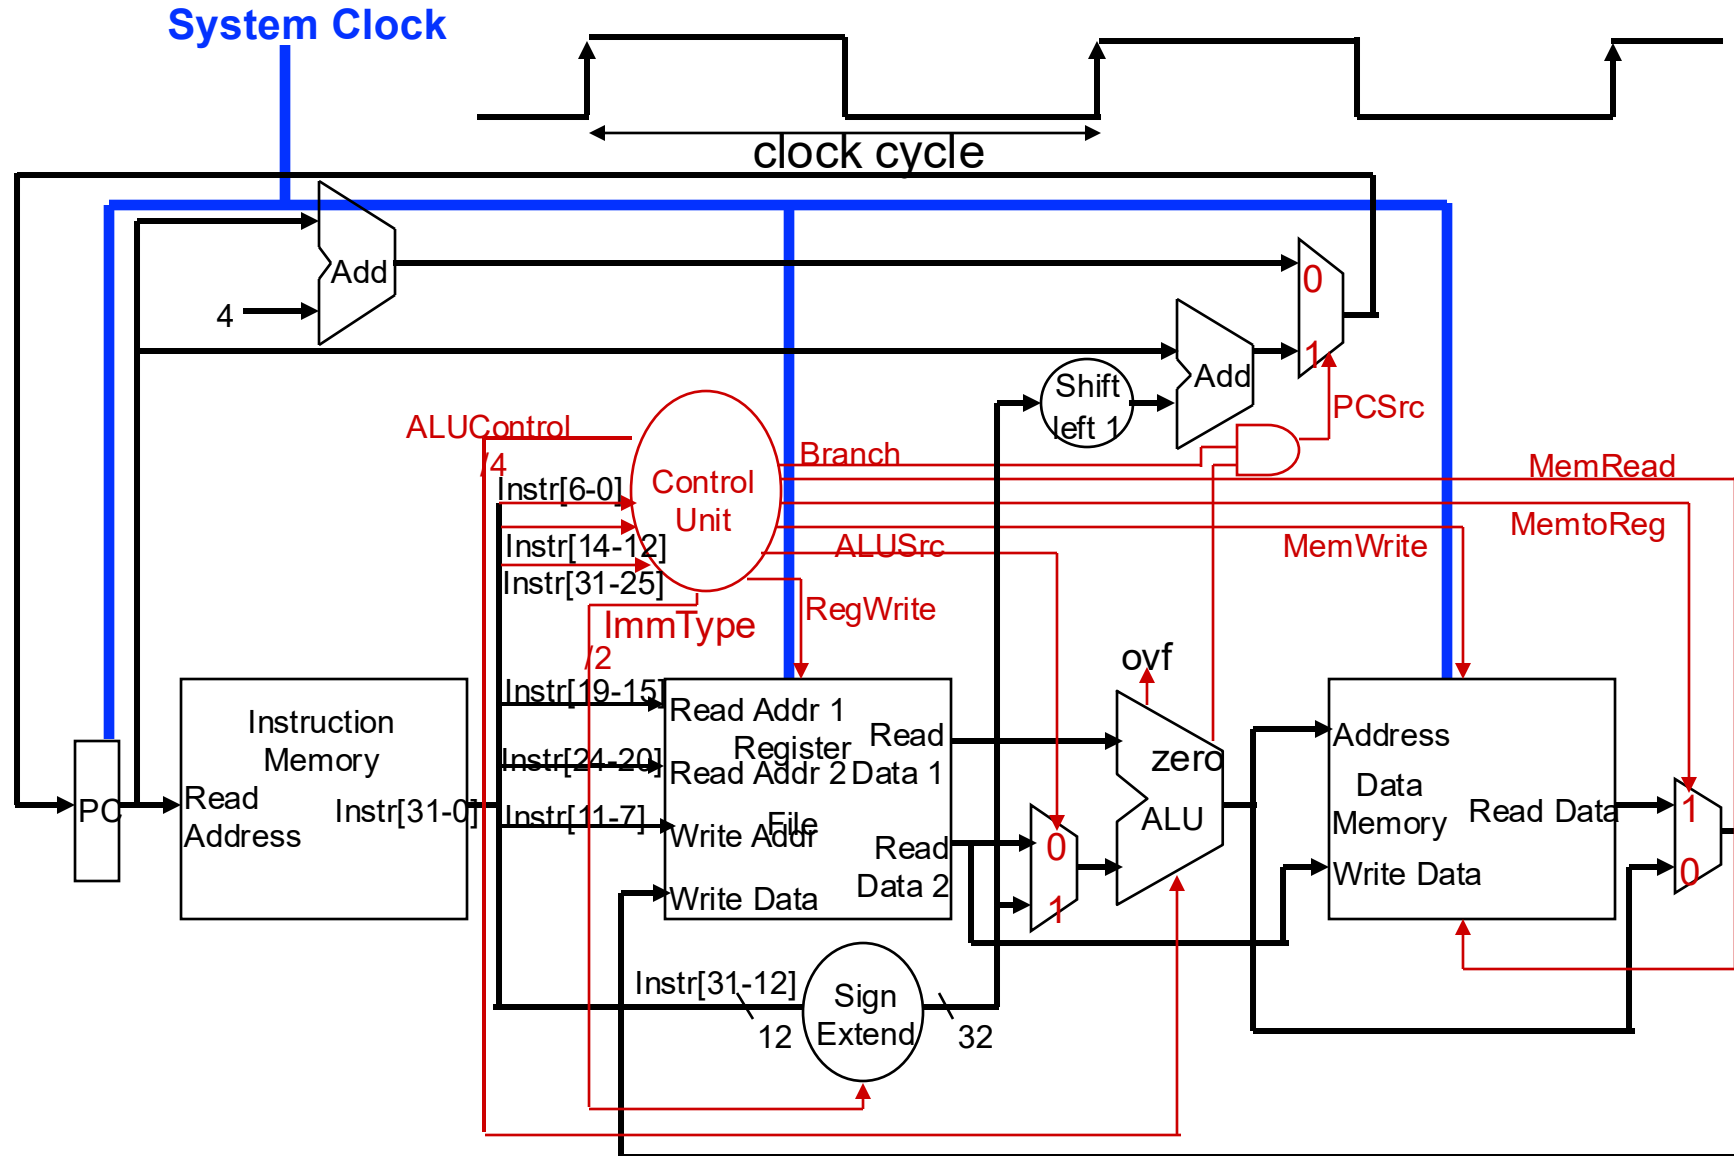 System Clock
clock cycle
Add
4
0
1
Add
Shift
left 1
PCSrc
ALUControl
/4
Branch
MemRead
Instr[6-0]
Control
Unit
MemtoReg
Instr[14-12]
ALUSrc
MemWrite
Instr[31-25]
RegWrite
ImmType
/2
ovf
Instr[19-15]
Read Addr 1
Register
Read
Data 1
Instruction
Memory
zero
Address
Instr[24-20]
Read Addr 2
Data
Memory
PC
Read
Address
Instr[31-0]
Instr[11-7]
File
Write Addr
ALU
Read Data
1
0
Read
Data 2
0
1
Write Data
Write Data
Instr[31-12]
12
Sign
Extend
32